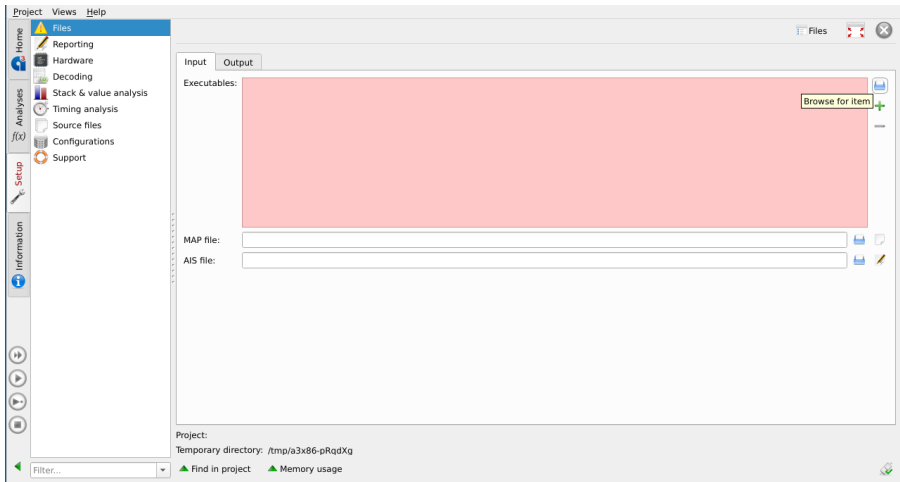 Project Views Help
Home
Analyses
f(x)
Setup
Information
Files
Reporting
Hardware
Decoding
Stack & value analysis
Timing analysis
Source files
Configurations
Support
Filter...
Files
Input Output
Executables:
Browse for item
MAP file:
AIS file:
Project:
Temporary directory: /tmp/a3x86-pRqdXg
Find in project Memory usage